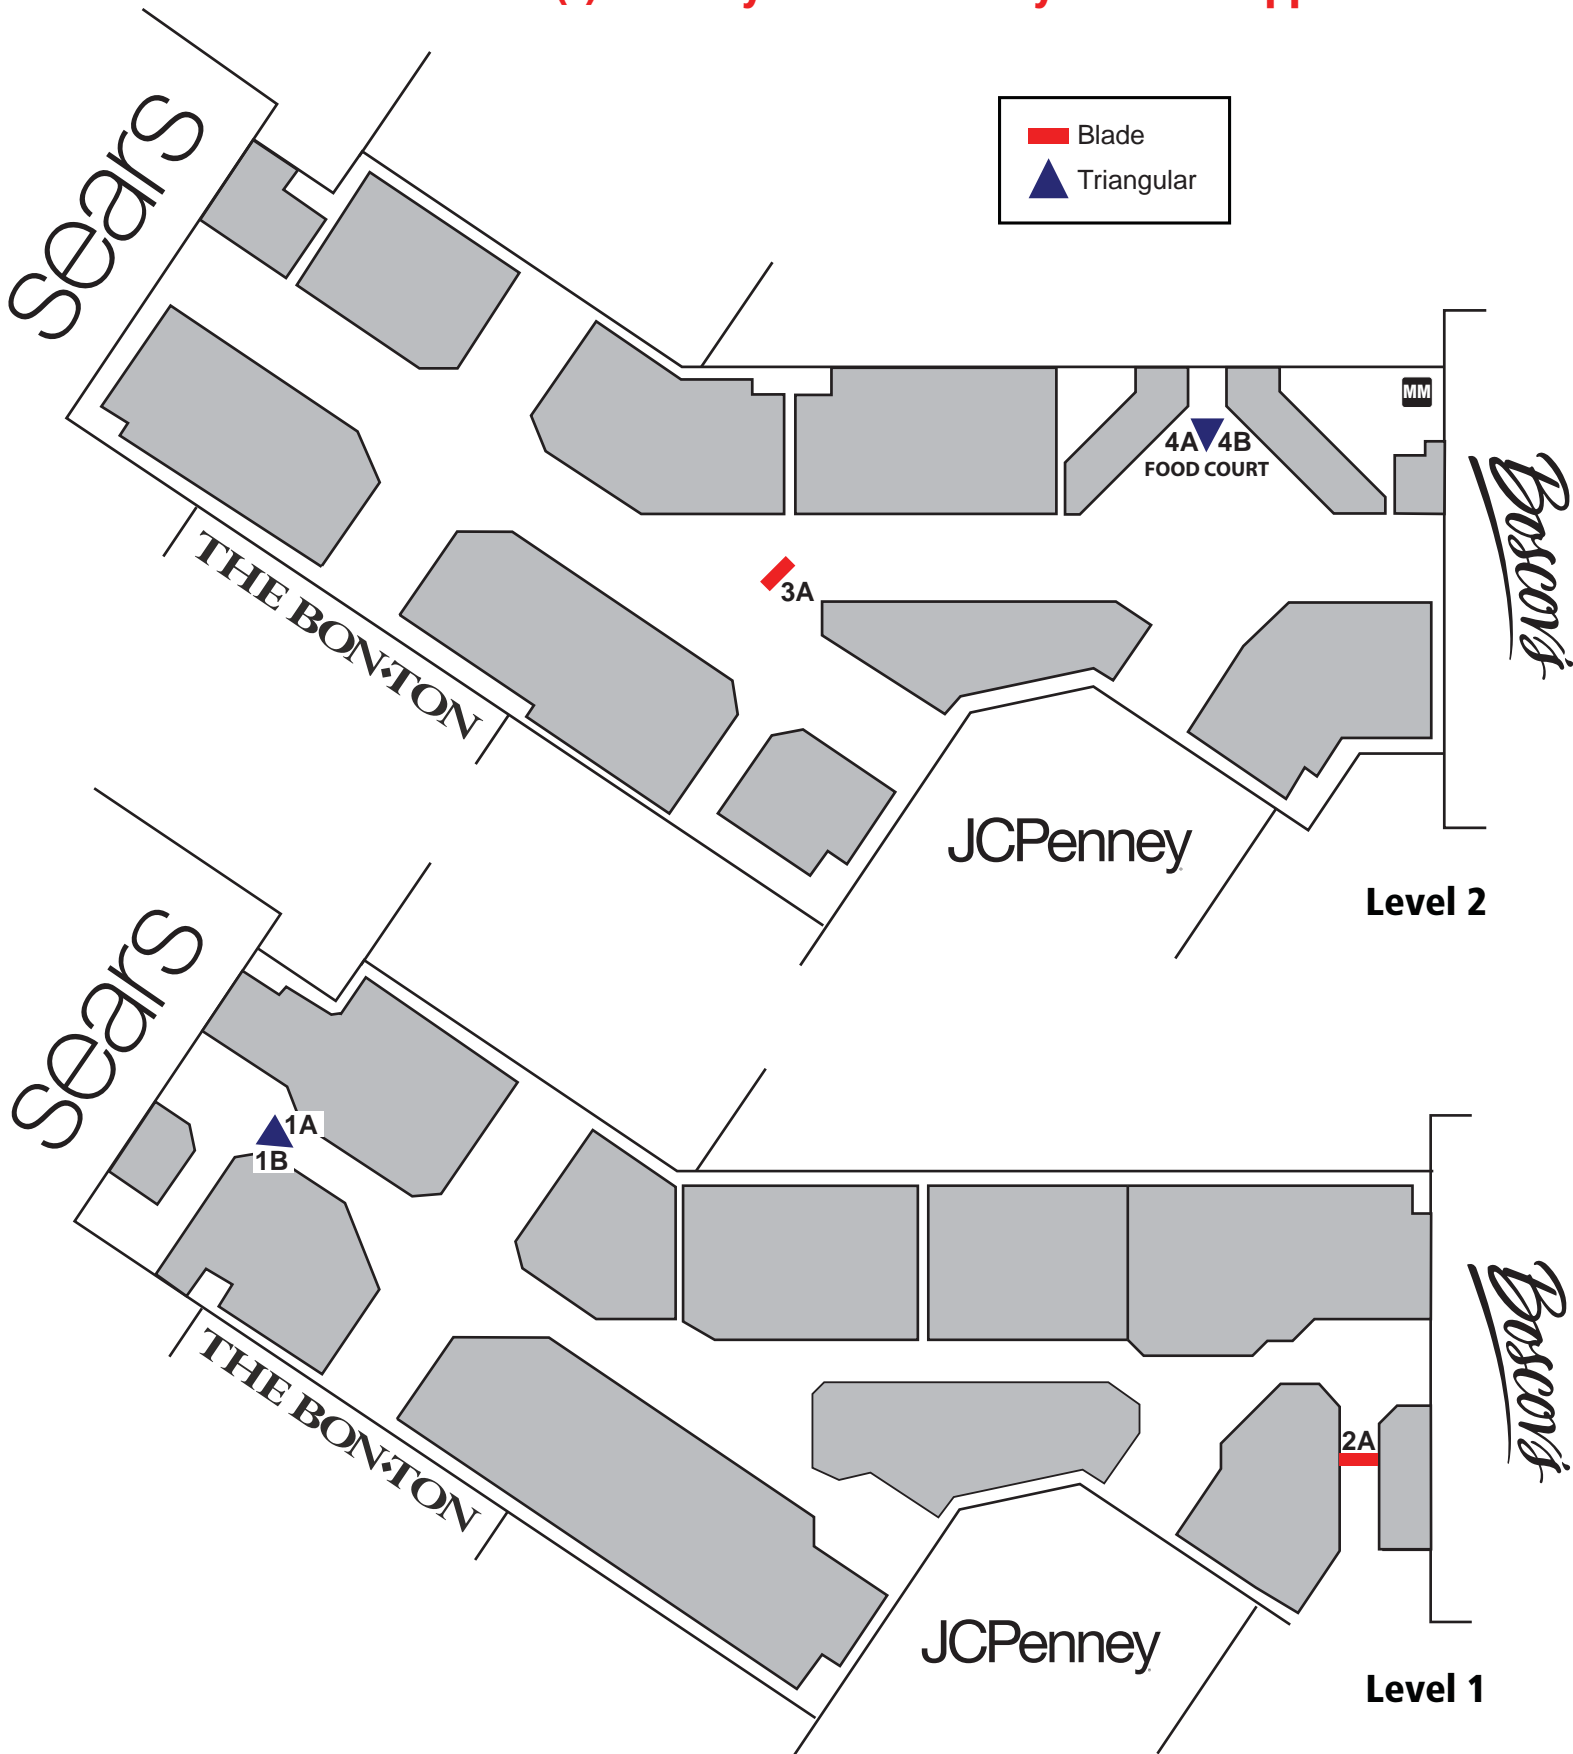 Blade
Triangular
sears
MM
4A 4B
FOOD COURT
Boscov's
3A
THE BON·TON
JCPenney
Level 2
sears
1A
1B
Boscov's
2A
THE BON·TON
JCPenney
Level 1